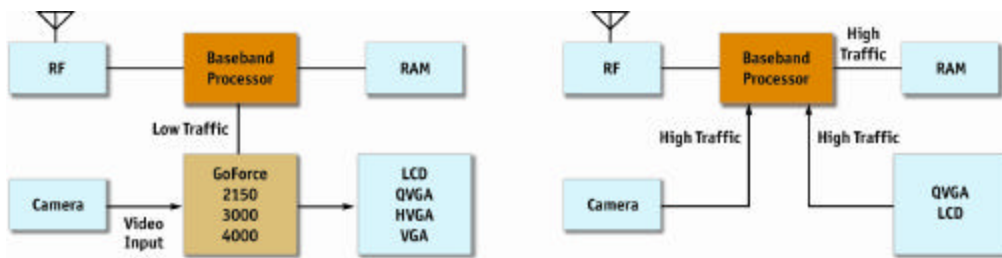 RF
Baseband
Processor
RAM
Low Traffic
Camera
Video
Input
GoForce
2150
3000
4000
LCD
QVGA
HVGA
VGA
RF
Baseband
Processor
High
Traffic
RAM
High Traffic
High Traffic
Camera
QVGA
LCD